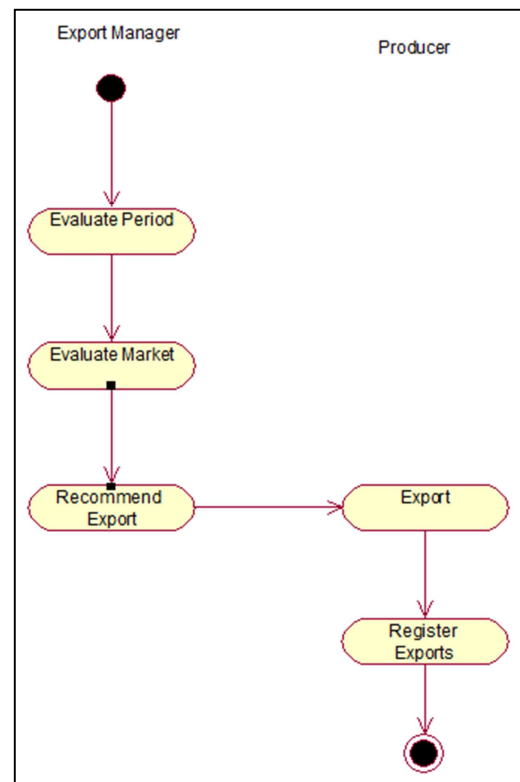 Export Manager
Producer
Evaluate Period
Evaluate Market
Recommend
Export
Export
Register
Exports